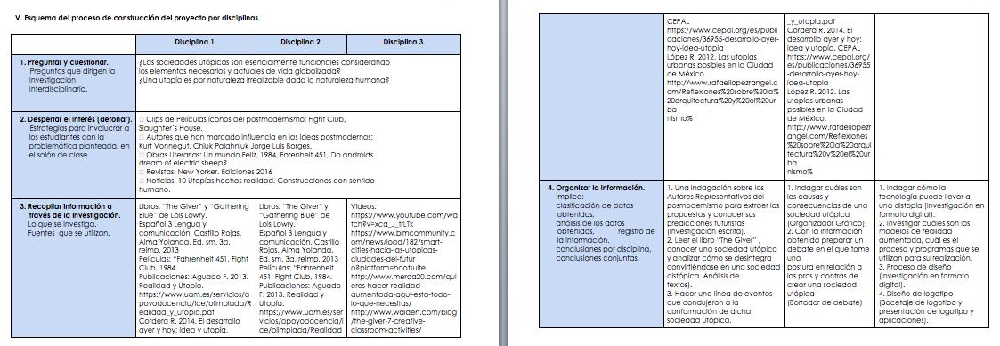 V. Esquema del proceso de construcción del proyecto por disciplinas.
Disciplina 1.
Disciplina 2.
Disciplina 3.
1. Preguntar y cuestionar.
Preguntas que dirigen la
Investigación
Interdisciplinaria.
¿Las sociedades utópicas son esencialmente funcionales considerando
los elementos necesarios y actuales de vida globalizada?
¿Una utopía es por naturaleza irrealizable dada la naturaleza humana?
2. Despertar el interés (detonar).
Estrategias para involucrar a
los estudiantes con la
problemática planteada, en
el salón de clase.
Clips de Películas íconos del postmodernismo: Fight Club,
Slaughter's House.
Autores que han marcado influencia en las ideas postmodernas:
Kurt Vonnegut, Chiuk Palahniuk Jorge Luis Borges.
Obras Literarias: Un mundo Feliz, 1984, Farenheit 451, Do androids
dream of electric sheep?
Revistas: New Yorker. Ediciones 2016
Noticias: 10 Utopías hechas realidad. Construcciones con sentido
humano.
3. Recopilar información a
través de la investigación.
Lo que se investiga.
Fuentes que se utilizan.
Libros: "The Giver" y "Gathering
Blue" de Lois Lowry.
Español 3 Lengua y
comunicación, Castillo Rojas,
Alma Yolanda, Ed. sm. 3a.
reimp. 2013
Películas: "Fahrenheit 451, Fight
Club, 1984.
Publicaciones: Aguado F. 2013.
Realidad y Utopía.
https://www.uam.es/servicios/a
poyodocencia/ice/olimpiada/R
ealidad_y_utopia.pdf
Cordera R. 2014. El desarrollo
ayer y hoy: idea y utopía.
Libros: "The Giver" y
"Gathering Blue" de
Lois Lowry.
Español 3 Lengua y
comunicación, Castillo
Rojas, Alma Yolanda,
Ed. sm. 3a. reimp. 2013
Películas: "Fahrenheit
451, Fight Club, 1984.
Publicaciones: Aguado
F. 2013. Realidad y
Utopía.
https://www.uam.es/ser
vicios/apoyodocencia/i
ce/olimpiada/Realidad
Videos:
https://www.youtube.com/wa
https://www.bimcommunity.c
om/news/load/182/smart-
cities-hacia-las-utopicas-
ciudades-del-futur
o?platform=hootsuite
http://www.merca20.com/qui
eres-hacer-realidad-
aumentada-aqui-esta-todo-
lo-que-necesitas/
http://www.walden.com/blog
/the-giver-7-creative-
classroom-activities/
CEPAL
https://www.cepal.org/es/publi
caciones/36955-desarrollo-ayer-
hoy-idea-utopia
López R. 2012. Las utopías
urbanas posibles en la Ciudad
de México.
http://www.rafaellopezrangel.c
om/Reflexiones%20sobre%20la%
20arquitectura%20y%20el%20ur
ba
nismo%
_y_utopia.pdf
Cordera R. 2014. El
desarrollo ayer y hoy:
idea y utopía. CEPAL
https://www.cepal.org/
es/publicaciones/36955
-desarrollo-ayer-hoy-
idea-utopia
López R. 2012. Las
utopías urbanas
posibles en la Ciudad
de México.
http://www.rafaellopezr
angel.com/Reflexiones
%20sobre%20la%20arqui
tectura%20y%20el%20ur
ba
nismo%
4. Organizar la información.
Implica:
clasificación de datos
obtenidos,
análisis de los datos
obtenidos, registro de
la información.
conclusiones por disciplina,
conclusiones conjuntas.
1. Una indagación sobre los
Autores Representativos del
posmodernismo para extraer las
propuestas y conocer sus
predicciones futuristas
(Investigación escrita).
2. Leer el libro "The Giver" ,
y conocer una sociedad utópica
y analizar cómo se desintegra
convirtiéndose en una sociedad
distópica. Análisis de
textos).
3. Hacer una línea de eventos
que condujeron a la
conformación de dicha
sociedad utópica.
1. Indagar cuáles son
las causas y
consecuencias de una
sociedad utópica
(Organizador Gráfico).
2. Con la información
obtenida preparar un
debate en el que tome
una
postura en relación a
los pros y contras de
crear una sociedad
utópica
(Borrador de debate)
1. Indagar cómo la
tecnología puede llevar a
una distopia (Investigación en
formato digital).
2. Investigar cuáles son los
modelos de realidad
aumentada, cuál es el
proceso y programas que se
utilizan para su realización.
3. Proceso de diseño
(Investigación en formato
digital).
4. Diseño de logotipo
(Bocetaje de logotipo y
presentación de logotipo y
aplicaciones).